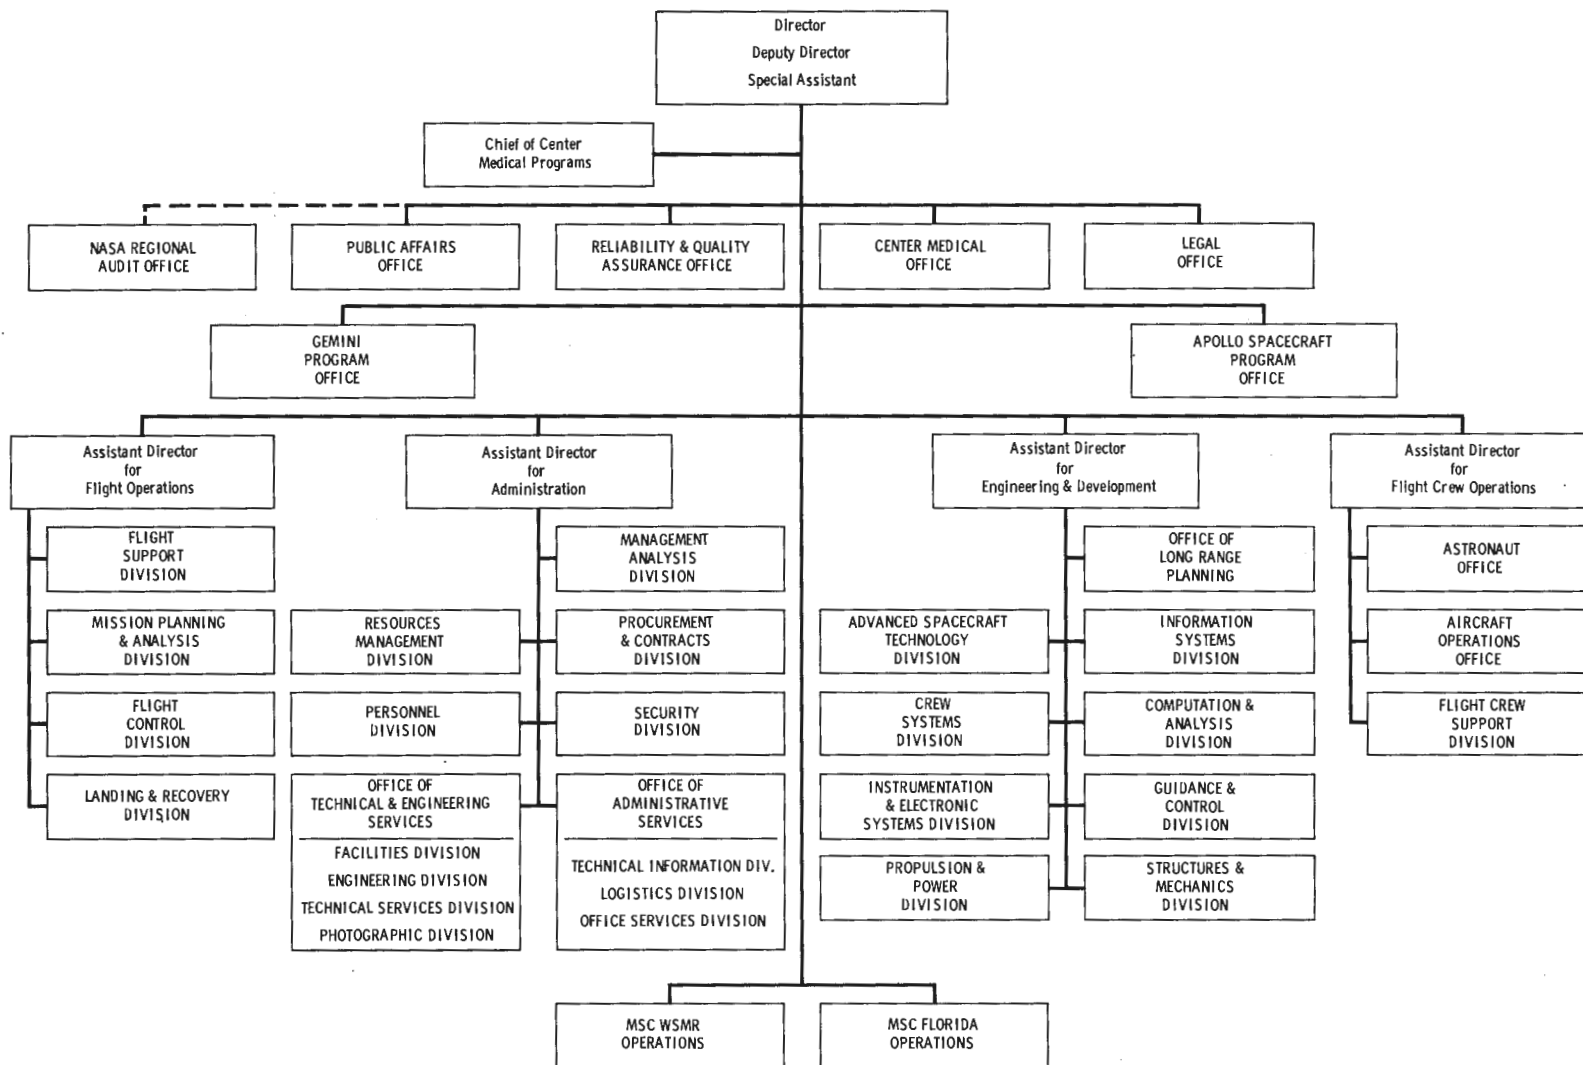 Director
Deputy Director
Special Assistant
Chief of Center
Medical Programs
NASA REGIONAL
AUDIT OFFICE
PUBLIC AFFAIRS
OFFICE
RELIABILITY & QUALITY
ASSURANCE OFFICE
CENTER MEDICAL
OFFICE
LEGAL
OFFICE
GEMINI
PROGRAM
OFFICE
APOLLO SPACECRAFT
PROGRAM
OFFICE
Assistant Director
for
Flight Operations
Assistant Director
for
Administration
Assistant Director
for
Engineering & Development
Assistant Director
for
Flight Crew Operations
FLIGHT
SUPPORT
DIVISION
MISSION PLANNING
& ANALYSIS
DIVISION
FLIGHT
CONTROL
DIVISION
LANDING & RECOVERY
DIVISION
MANAGEMENT
ANALYSIS
DIVISION
RESOURCES
MANAGEMENT
DIVISION
PROCUREMENT
& CONTRACTS
DIVISION
PERSONNEL
DIVISION
SECURITY
DIVISION
OFFICE OF
TECHNICAL & ENGINEERING
SERVICES
FACILITIES DIVISION
ENGINEERING DIVISION
TECHNICAL SERVICES DIVISION
PHOTOGRAPHIC DIVISION
OFFICE OF
ADMINISTRATIVE
SERVICES
TECHNICAL INFORMATION DIV.
LOGISTICS DIVISION
OFFICE SERVICES DIVISION
OFFICE OF
LONG RANGE
PLANNING
ADVANCED SPACECRAFT
TECHNOLOGY
DIVISION
INFORMATION
SYSTEMS
DIVISION
CREW
SYSTEMS
DIVISION
COMPUTATION &
ANALYSIS
DIVISION
INSTRUMENTATION
& ELECTRONIC
SYSTEMS DIVISION
GUIDANCE &
CONTROL
DIVISION
PROPULSION &
POWER
DIVISION
STRUCTURES &
MECHANICS
DIVISION
ASTRONAUT
OFFICE
AIRCRAFT
OPERATIONS
OFFICE
FLIGHT CREW
SUPPORT
DIVISION
MSC WSMR
OPERATIONS
MSC FLORIDA
OPERATIONS